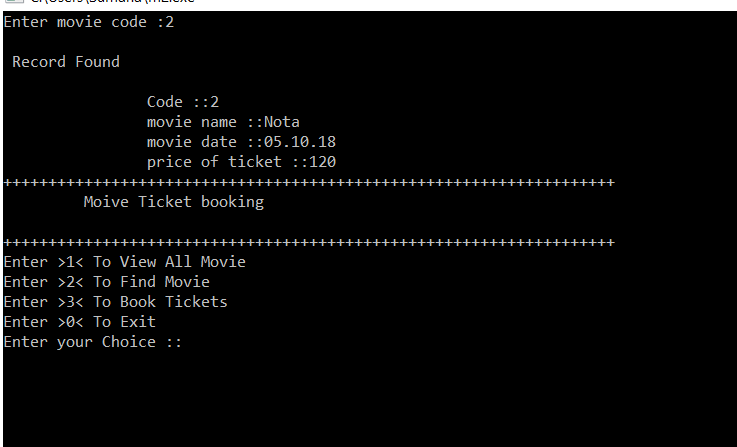 Enter movie code :2
Record Found
Code ::2
movie name ::Nota
movie date ::05.10.18
price of ticket ::120
++++++++++++++++++++++++++++++++++++++++++++++++++++++++++++++++++++
Moive Ticket booking
++++++++++++++++++++++++++++++++++++++++++++++++++++++++++++++++++++
Enter >1< To View All Movie
Enter >2< To Find Movie
Enter >3< To Book Tickets
Enter >0< To Exit
Enter your Choice ::